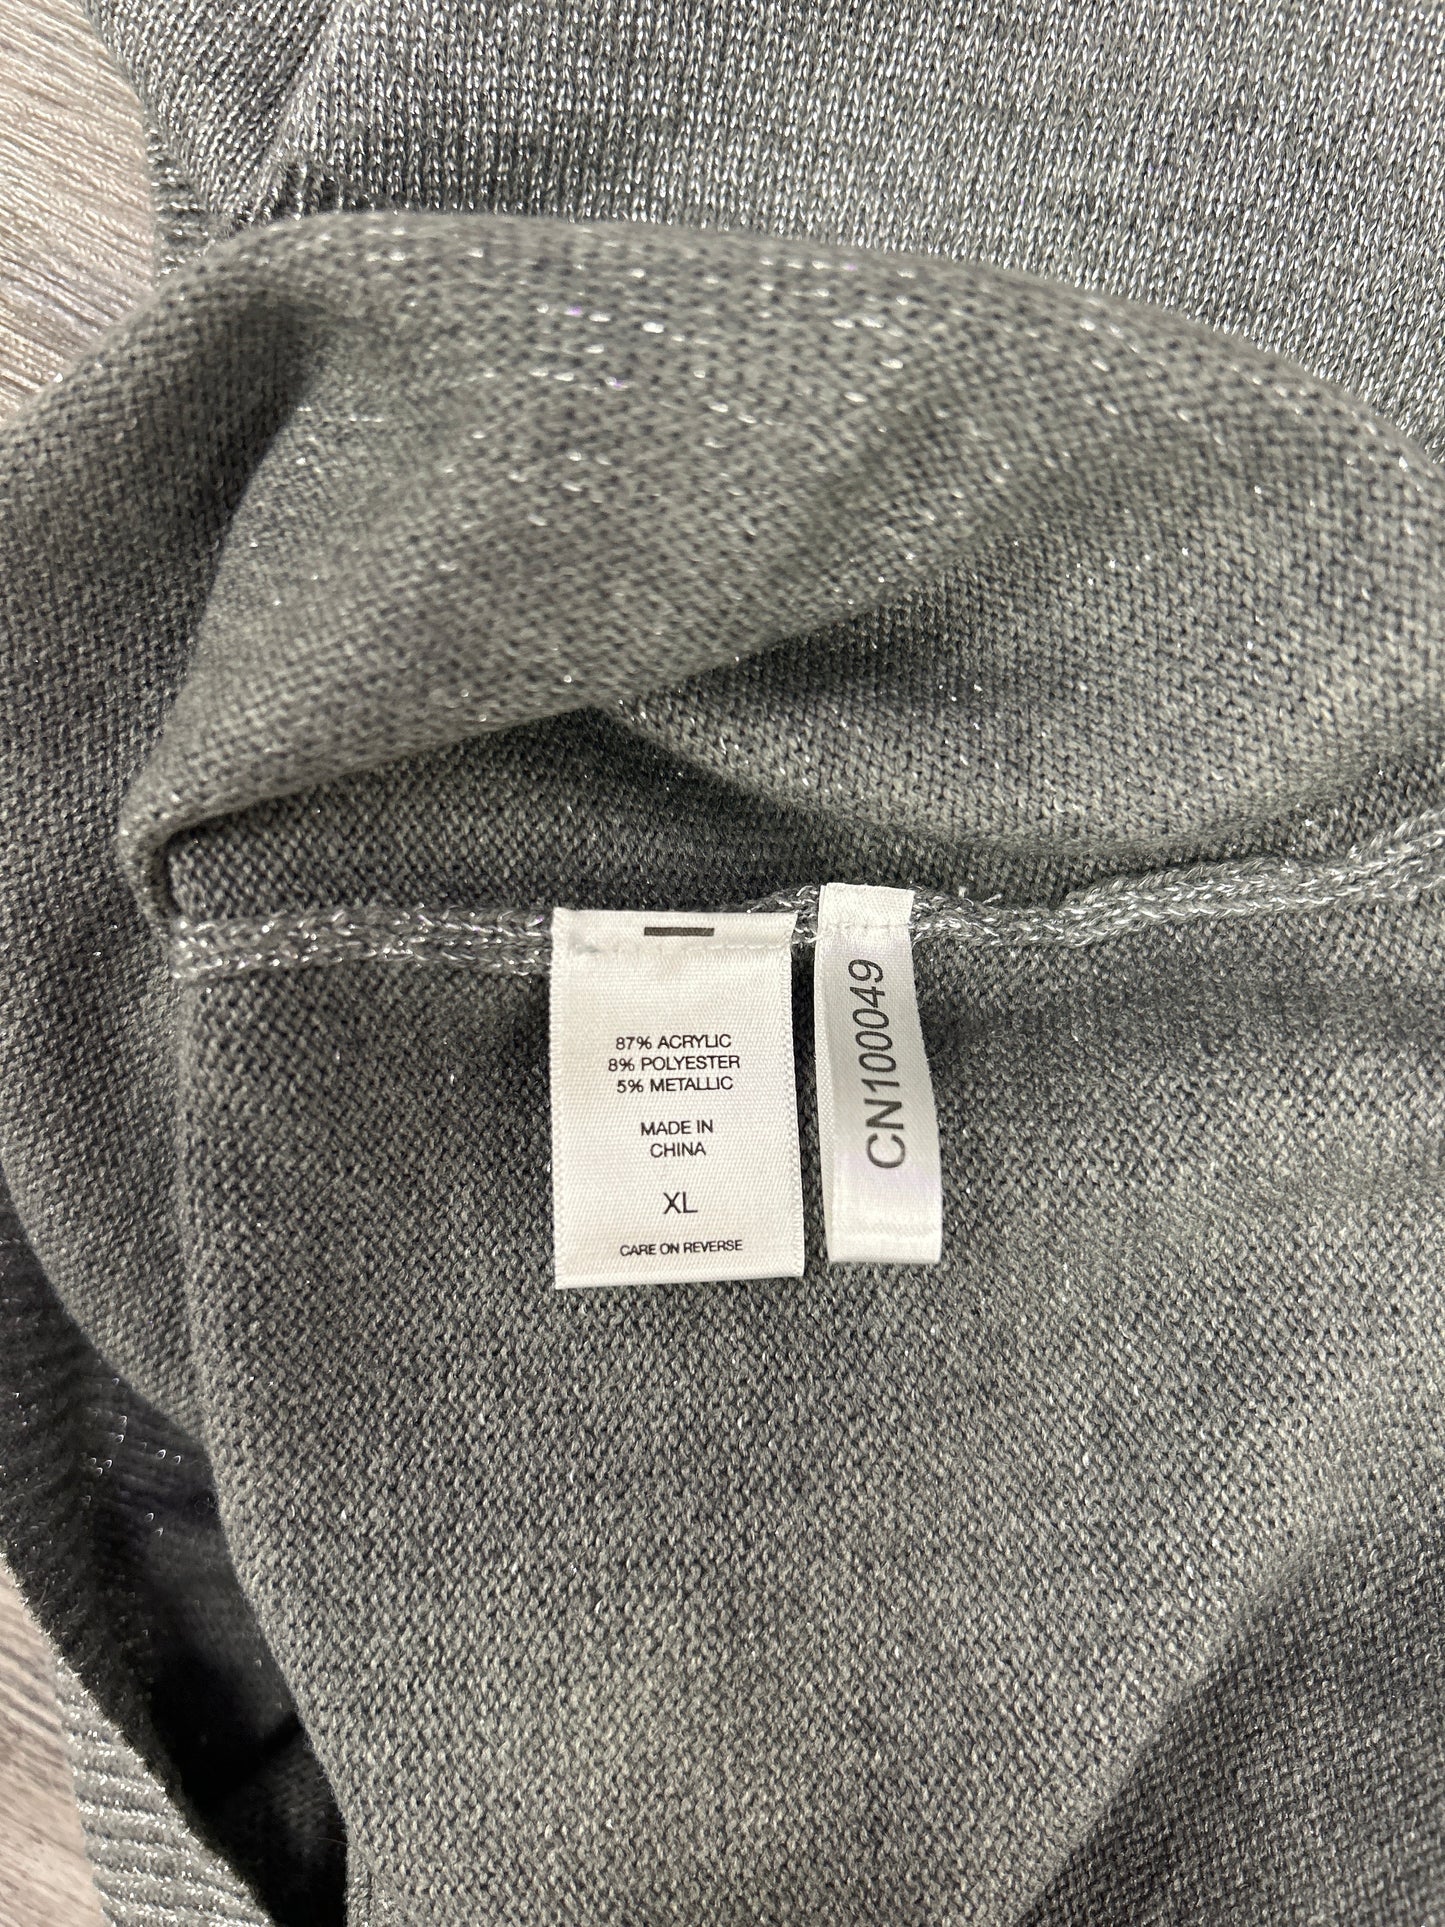 87% ACRYLIC
8% POLYESTER
5% METALLIC
MADE IN
CHINA
XL
CARE ON REVERSE
CN100049